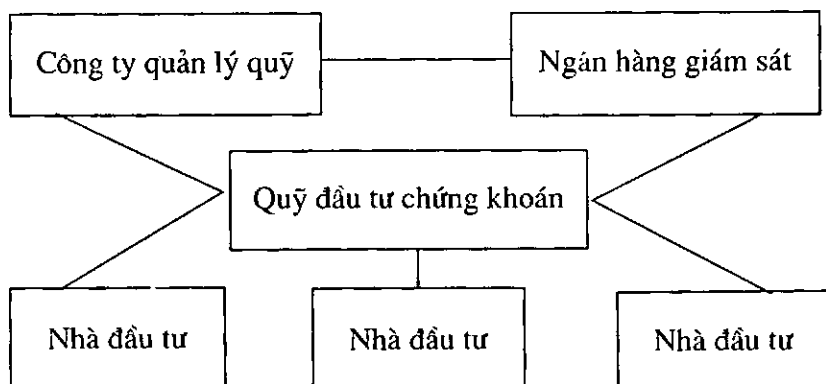 Công ty quản lý quỹ
Ngân hàng giám sát
Quỹ đầu tư chứng khoán
Nhà đầu tư
Nhà đầu tư
Nhà đầu tư